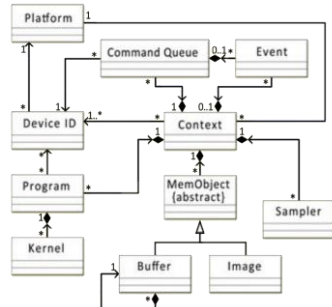 Platform
1
1
*
Command Queue
0..1
*
Event
1
*
*
1
0..1
*
*
Device ID
1..*
*
Context
*
*
1
1
1
*
Program
*
*
MemObject
{abstract}
1
*
*
Sampler
Kernel
1
Buffer
*
Image